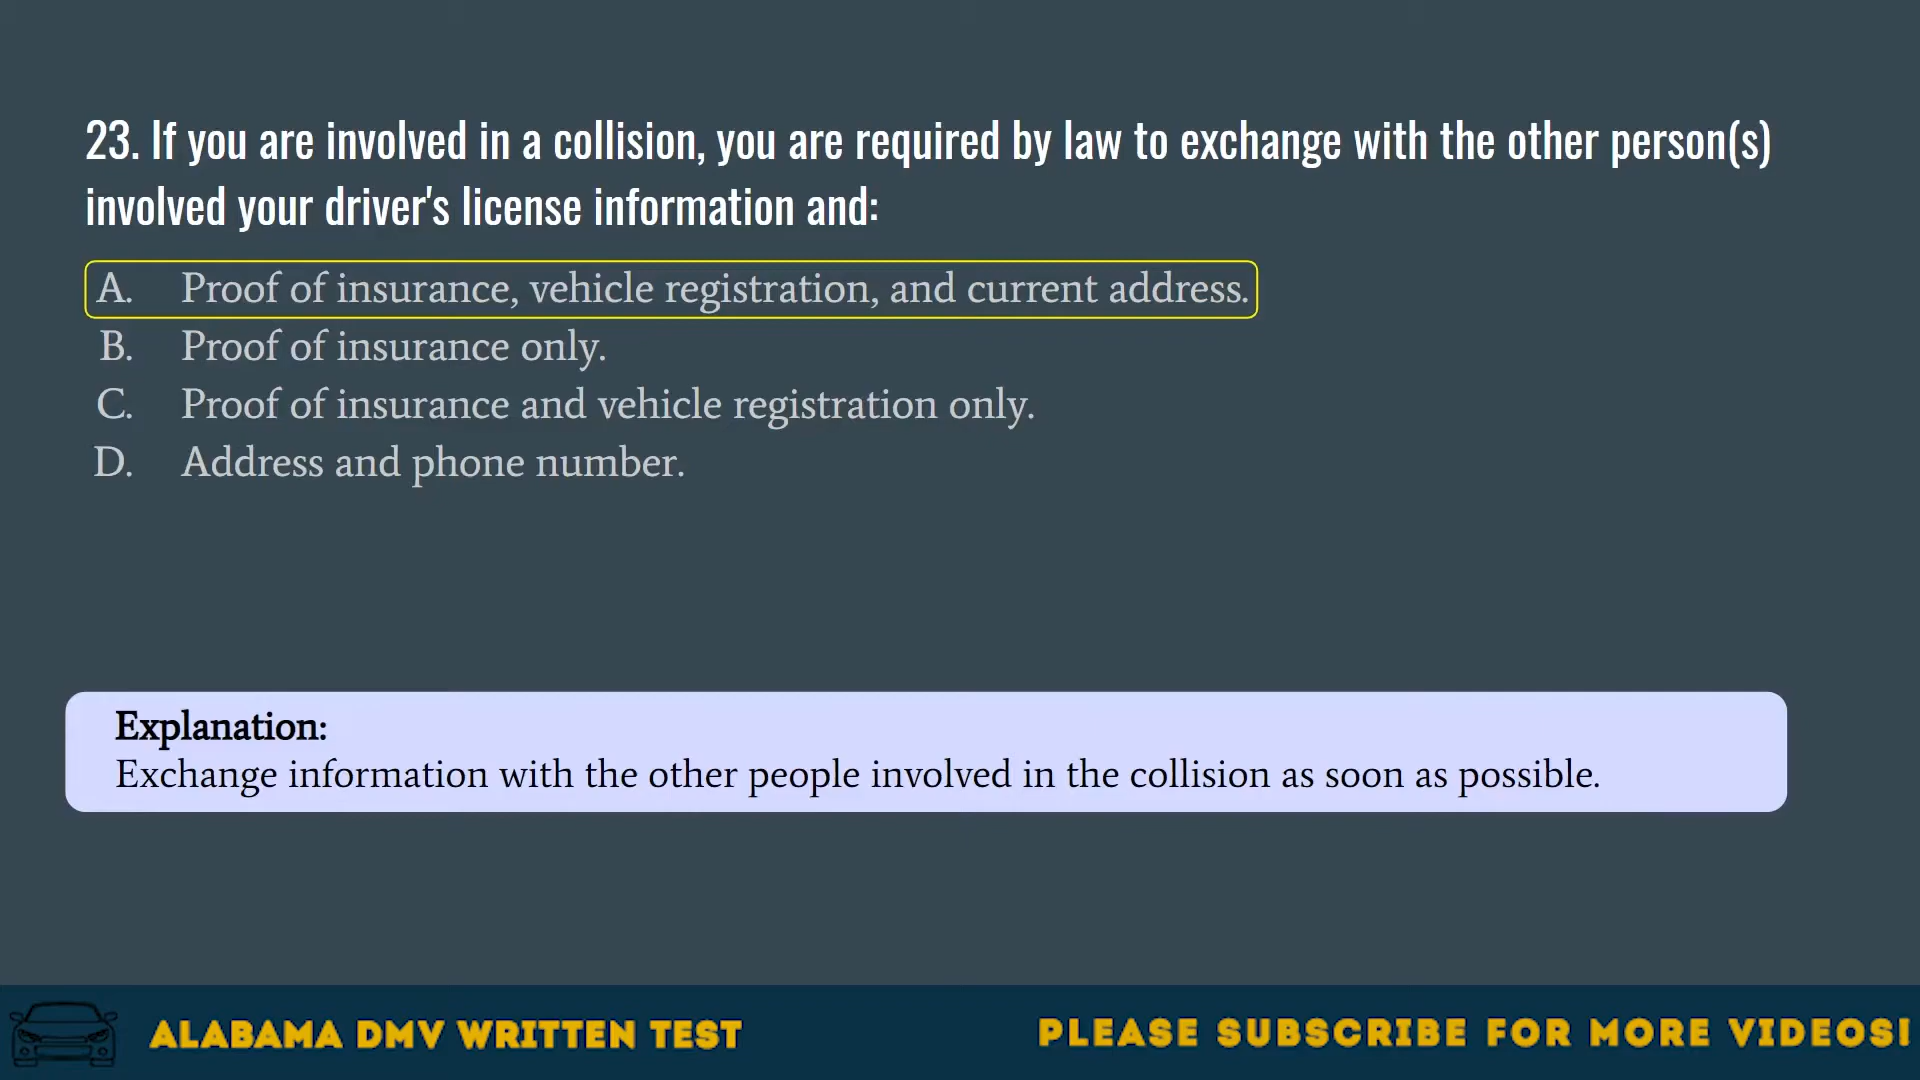 23. If you are involved in a collision, you are required by law to exchange with the other person(s)
involved your driver's license information and:
A. Proof of insurance, vehicle registration, and current address.
B. Proof of insurance only.
C. Proof of insurance and vehicle registration only.
D. Address and phone number.
Explanation:
Exchange information with the other people involved in the collision as soon as possible.
ALABAMA DMV WRITTEN TEST
PLEASE SUBSCRIBE FOR MORE VIDEOS!